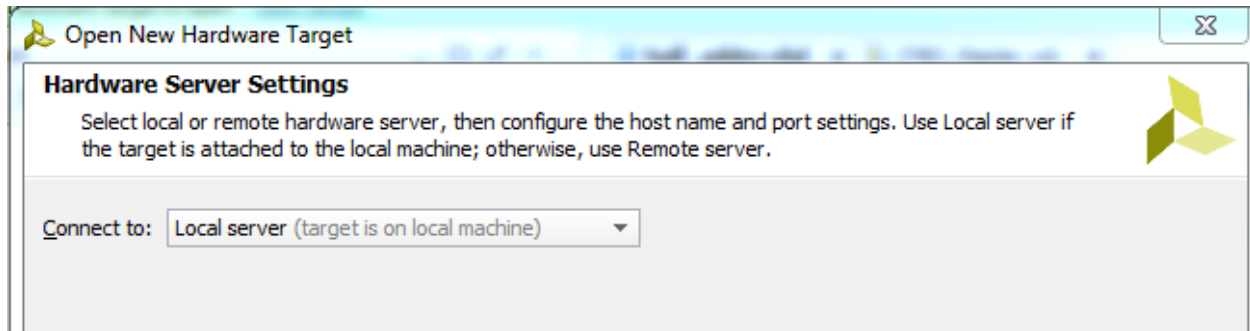 Open New Hardware Target
Hardware Server Settings
Select local or remote hardware server, then configure the host name and port settings. Use Local server if
the target is attached to the local machine; otherwise, use Remote server.
Connect to: Local server (target is on local machine)